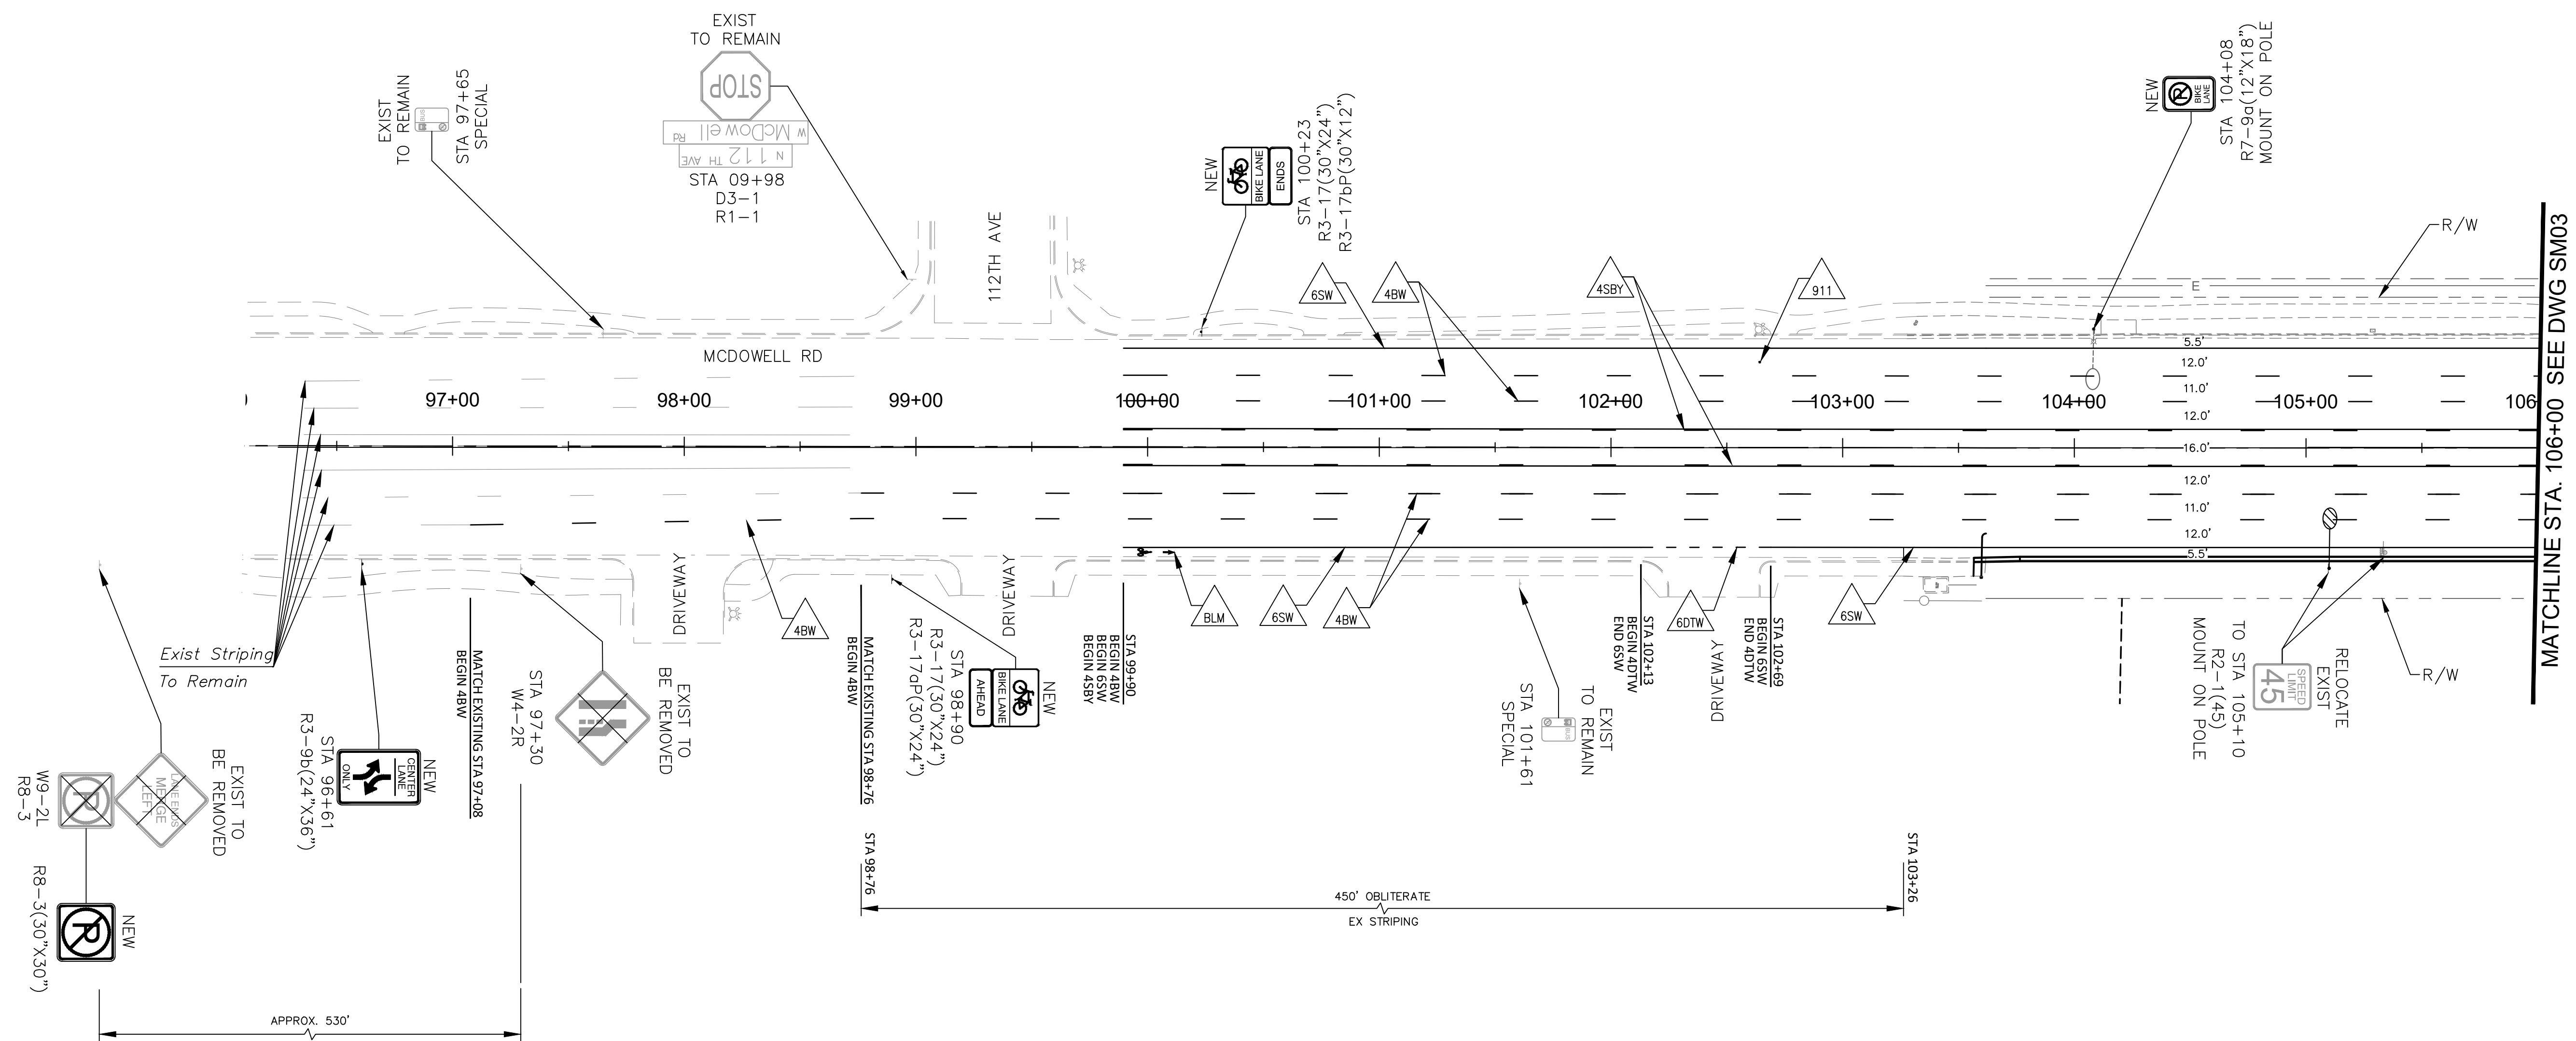 EXIST
TO REMAIN
STOP
W McDowell Rd
N 112 TH AVE
STA 09+98
D3-1
R1-1
EXIST
TO REMAIN
BUS
STA 97+65
SPECIAL
112TH AVE
NEW
BIKE LANE
ENDS
STA 100+23
R3-17(30"X24")
R3-17bP(30"X12")
NEW
P
BIKE
LANE
STA 104+08
R7-9a(12"X18")
MOUNT ON POLE
6SW
4BW
4SBY
911
R/W
E
MCDOWELL RD
97+00
98+00
99+00
100+00
101+00
102+00
103+00
104+00
105+00
106
5.5'
12.0'
11.0'
12.0'
16.0'
12.0'
11.0'
12.0'
5.5'
MATCHLINE STA. 106+00 SEE DWG SM03
Exist Striping
To Remain
EXIST TO
BE REMOVED
LANE ENDS
MERGE
LEFT
P
W9-2L
R8-3
NEW
P
R8-3(30"X30")
NEW
CENTER
LANE
ONLY
STA 96+61
R3-9b(24"X36")
MATCH EXISTING STA 97+08
BEGIN 4BW
EXIST TO
BE REMOVED
STA 97+30
W4-2R
DRIVEWAY
4BW
MATCH EXISTING STA 98+76
BEGIN 4BW
NEW
BIKE LANE
AHEAD
STA 98+90
R3-17(30"X24")
R3-17aP(30"X24")
DRIVEWAY
STA 99+90
BEGIN 4BW
BEGIN 6SW
BEGIN 4SBY
BLM
6SW
4BW
EXIST
TO REMAIN
BUS
STA 101+61
SPECIAL
STA 102+13
BEGIN 4DTW
END 6SW
6DTW
DRIVEWAY
STA 102+69
BEGIN 6SW
END 4DTW
6SW
RELOCATE
EXIST
SPEED
LIMIT
45
TO STA 105+10
R2-1(45)
MOUNT ON POLE
R/W
STA 98+76
450' OBLITERATE
EX STRIPING
STA 103+26
APPROX. 530'